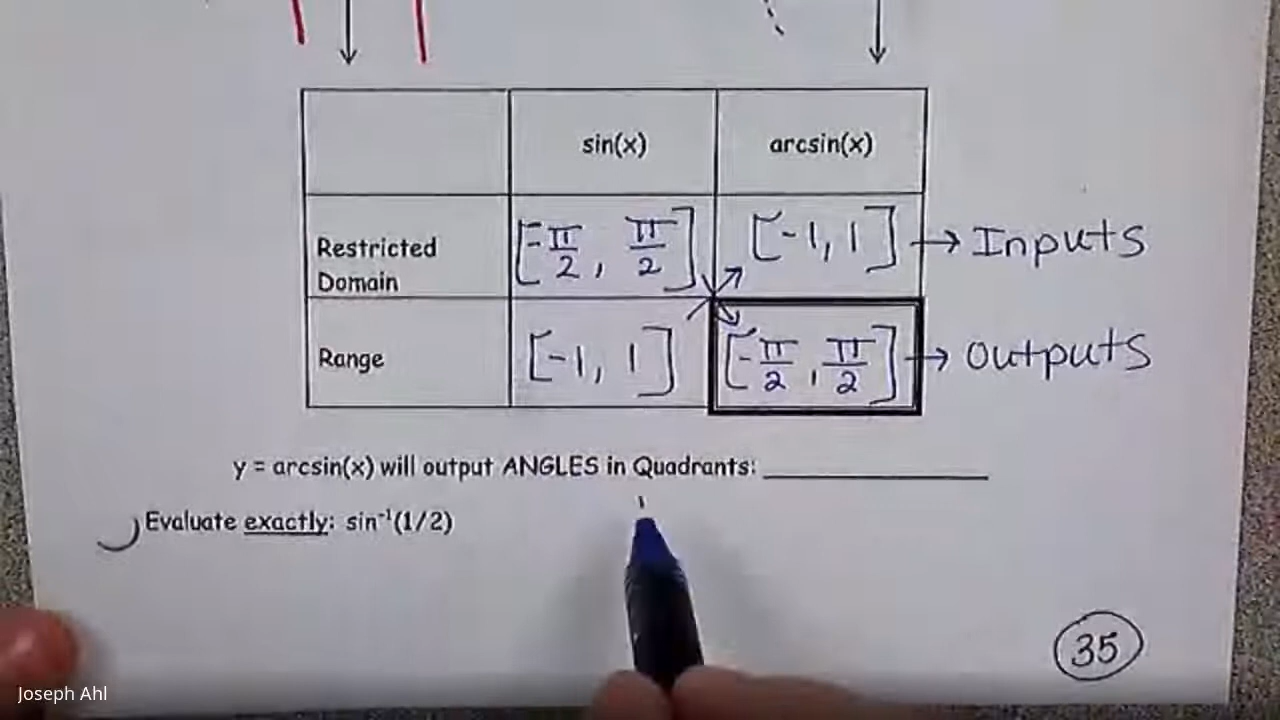 sin(x) arcsin(x)
Restricted Domain [-π/2, π/2] [-1, 1] → Inputs
Range [-1, 1] [-π/2, π/2] → Outputs
y = arcsin(x) will output ANGLES in Quadrants: ____________
Evaluate exactly: sin⁻¹(1/2)
35
Joseph Ahl